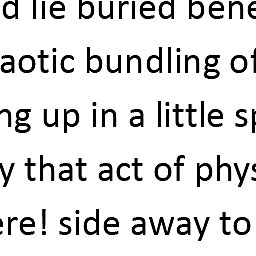 d lie buried bene
aotic bundling of
ng up in a little sp
y that act of phys
ere! side away to